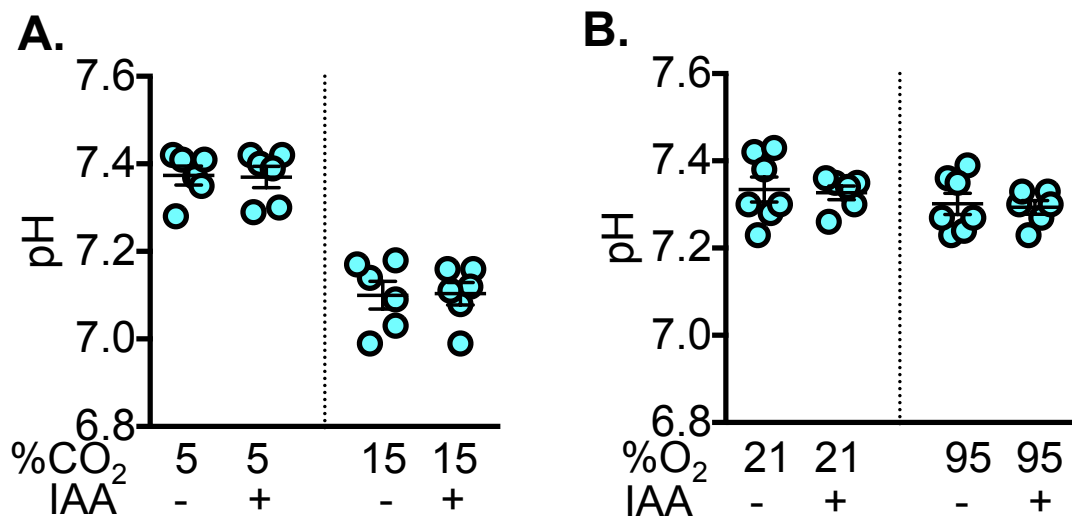 A.
pH
7.6
7.4
7.2
7.0
6.8
%CO₂ 5 5 15 15
IAA - + - +
B.
pH
7.6
7.4
7.2
7.0
6.8
%O₂ 21 21 95 95
IAA - + - +